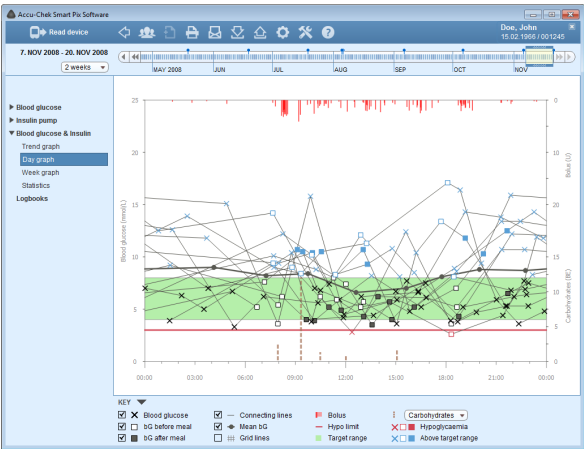 Accu-Chek Smart Pix Software
Read device
Doe, John
15.02.1966 / 001245
7. NOV 2008 - 20. NOV 2008
2 weeks
MAY 2008 JUN JUL AUG SEP OCT NOV
Blood glucose
Insulin pump
Blood glucose & Insulin
Trend graph
Day graph
Week graph
Statistics
Logbooks
Blood glucose (mmol/L)
25
20
15
10
5
0
Bolus (U)
0
10
20
15
10
5
0
Carbohydrates (BE)
00:00 03:00 06:00 09:00 12:00 15:00 18:00 21:00 00:00
KEY
Blood glucose Connecting lines Bolus Carbohydrates
bG before meal Mean bG Hypo limit Hypoglycaemia
bG after meal Grid lines Target range Above target range